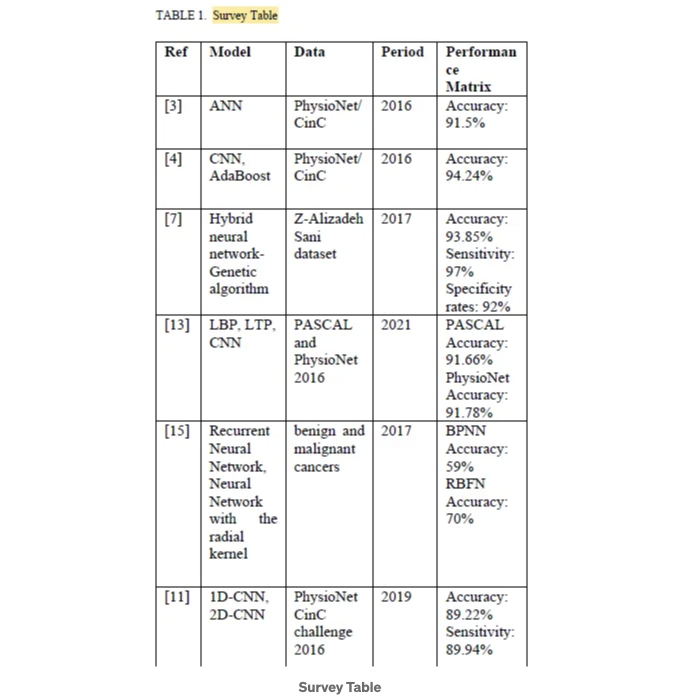 TABLE 1. Survey Table
Ref Model Data Period Performan
ce
Matrix
[3] ANN PhysioNet/ 2016 Accuracy:
CinC 91.5%
[4] CNN, PhysioNet/ 2016 Accuracy:
AdaBoost CinC 94.24%
[7] Hybrid Z-Alizadeh 2017 Accuracy:
neural Sani 93.85%
network- dataset Sensitivity:
Genetic 97%
algorithm Specificity
rates: 92%
[13] LBP, LTP, PASCAL 2021 PASCAL
CNN and Accuracy:
PhysioNet 91.66%
2016 PhysioNet
Accuracy:
91.78%
[15] Recurrent benign and 2017 BPNN
Neural malignant Accuracy:
Network, cancers 59%
Neural RBFN
Network Accuracy:
with the 70%
radial
kernel
[11] 1D-CNN, PhysioNet 2019 Accuracy:
2D-CNN CinC 89.22%
challenge Sensitivity:
2016 89.94%
Survey Table